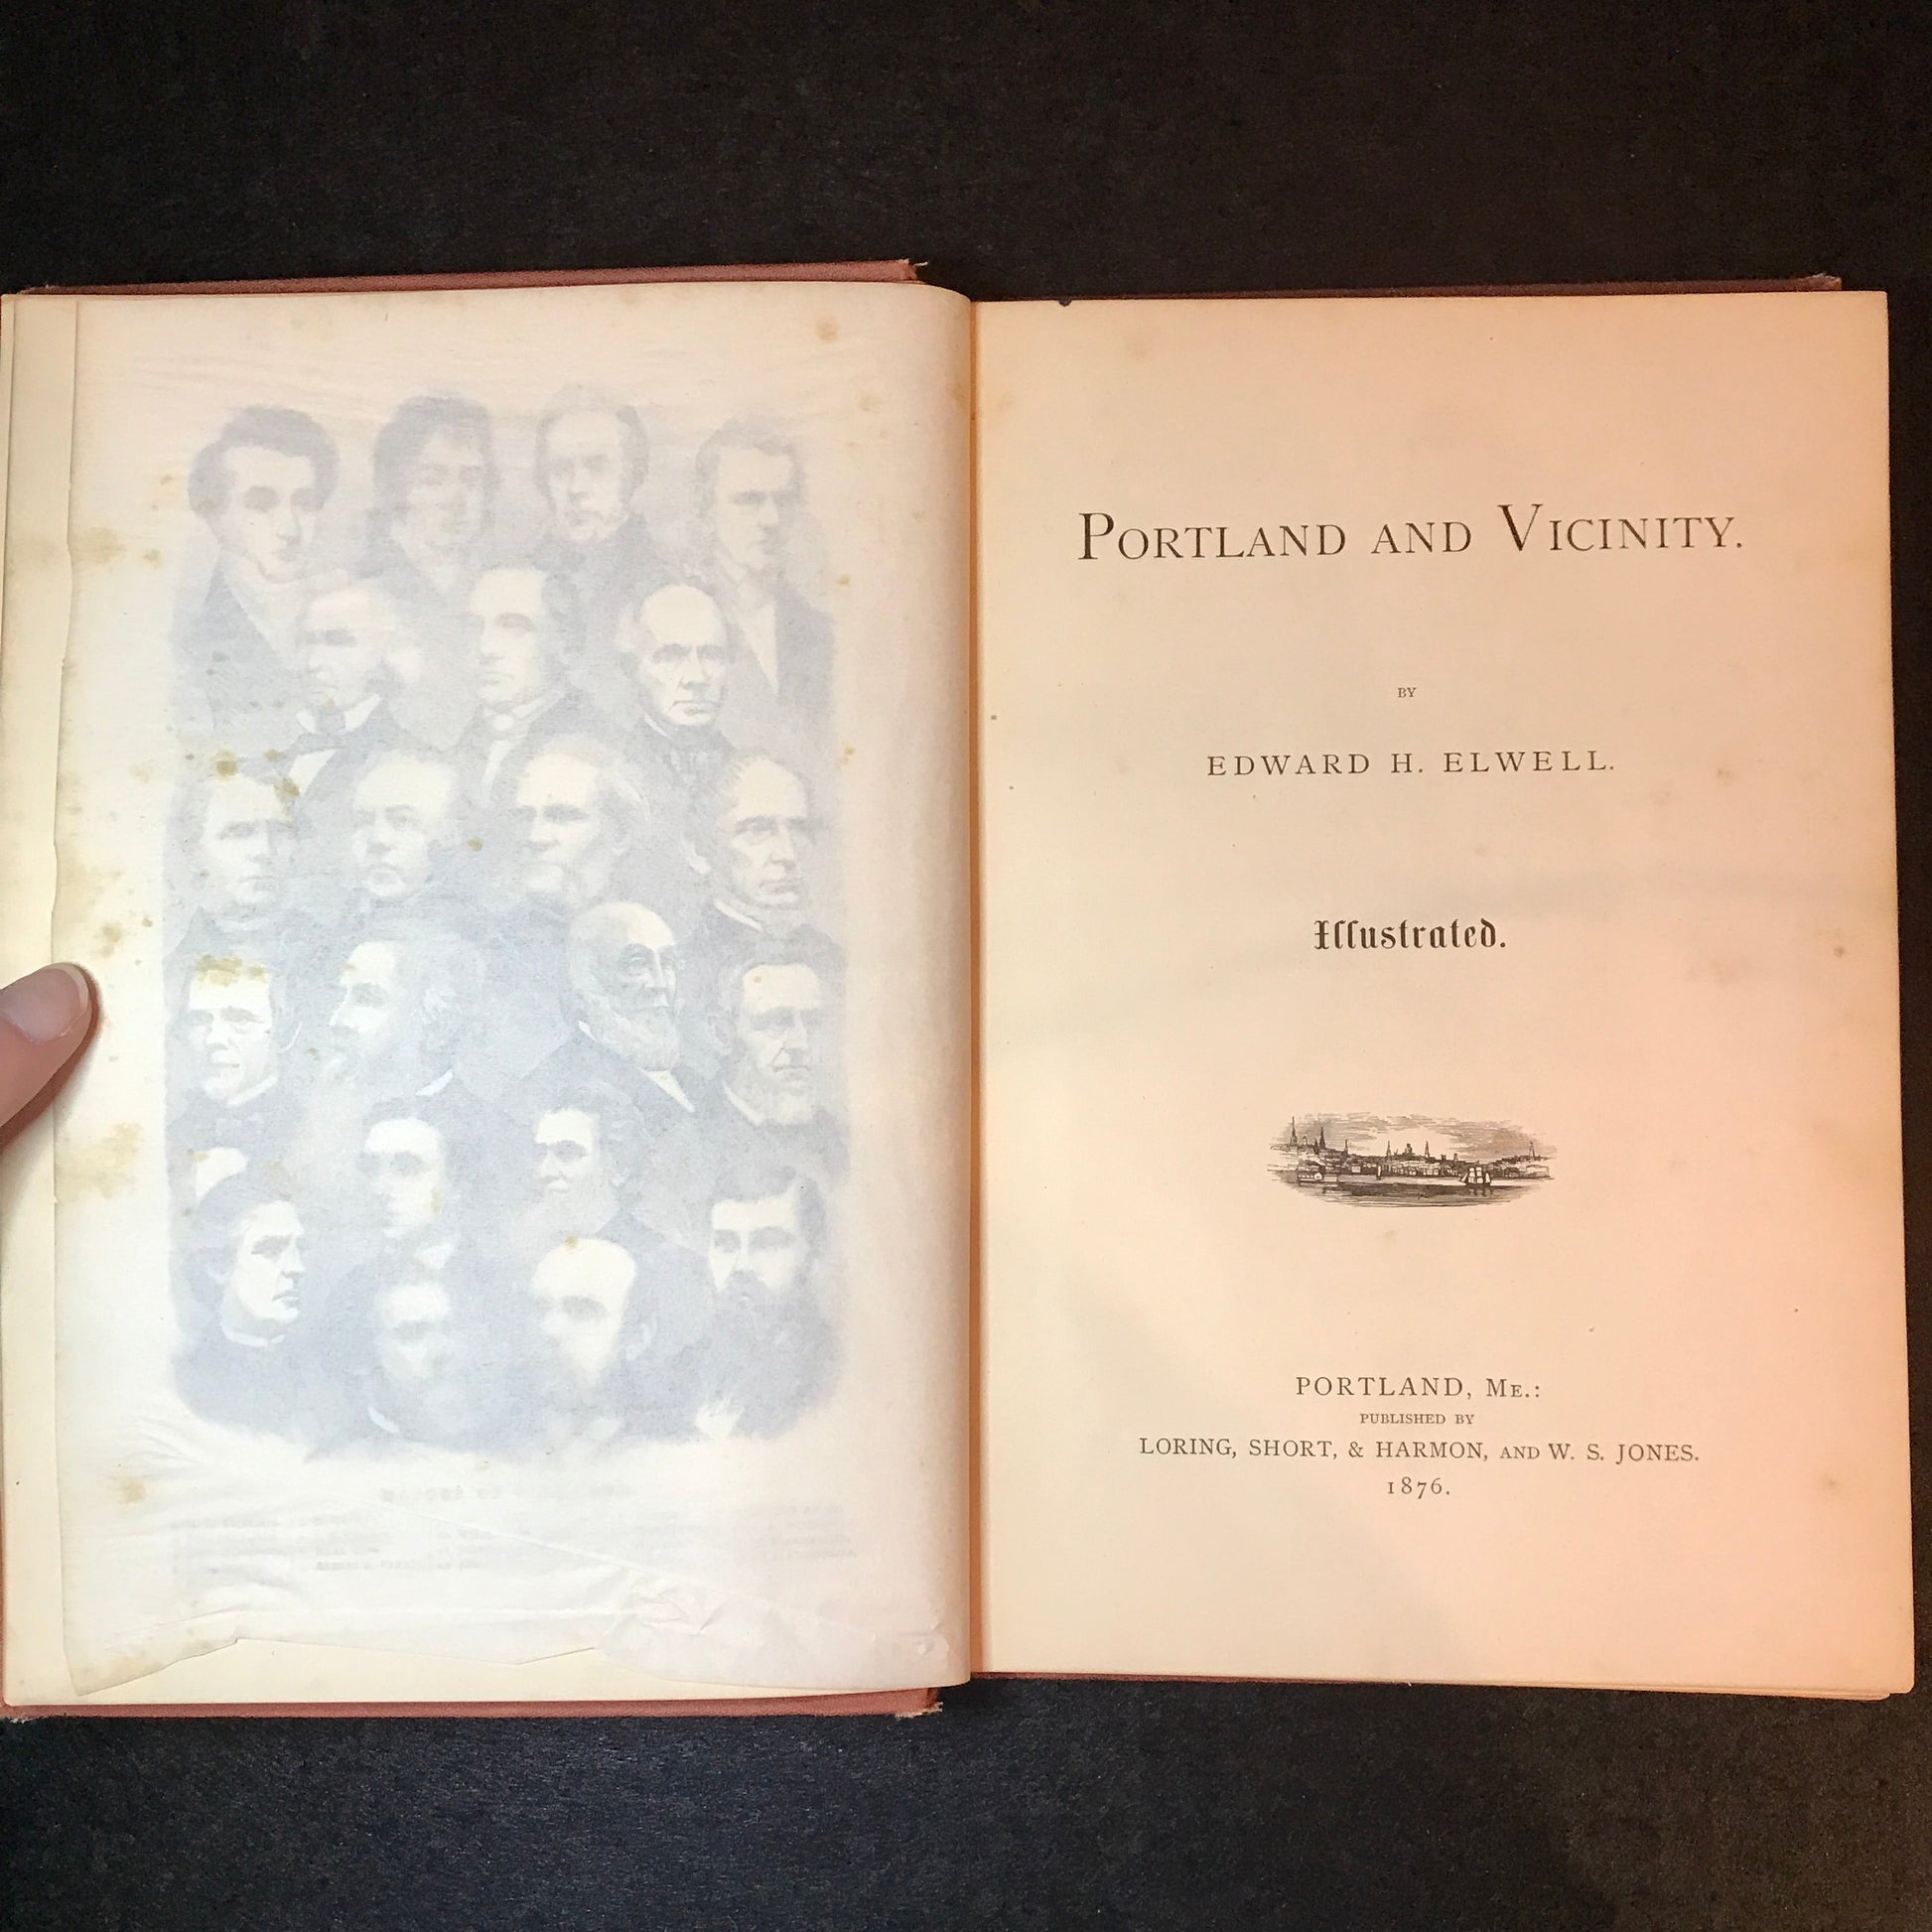 PORTLAND AND VICINITY.
BY
EDWARD H. ELWELL.
Illustrated.
PORTLAND, ME.:
PUBLISHED BY
LORING, SHORT, & HARMON, AND W. S. JONES.
1876.